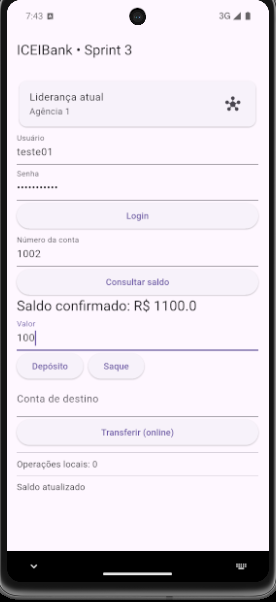 7:43
3G
ICEIBank • Sprint 3
Liderança atual
Agência 1
Usuário
teste01
Senha
•••••••••••
Login
Número da conta
1002
Consultar saldo
Saldo confirmado: R$ 1100.0
Valor
100
Depósito Saque
Conta de destino
Transferir (online)
Operações locais: 0
Saldo atualizado